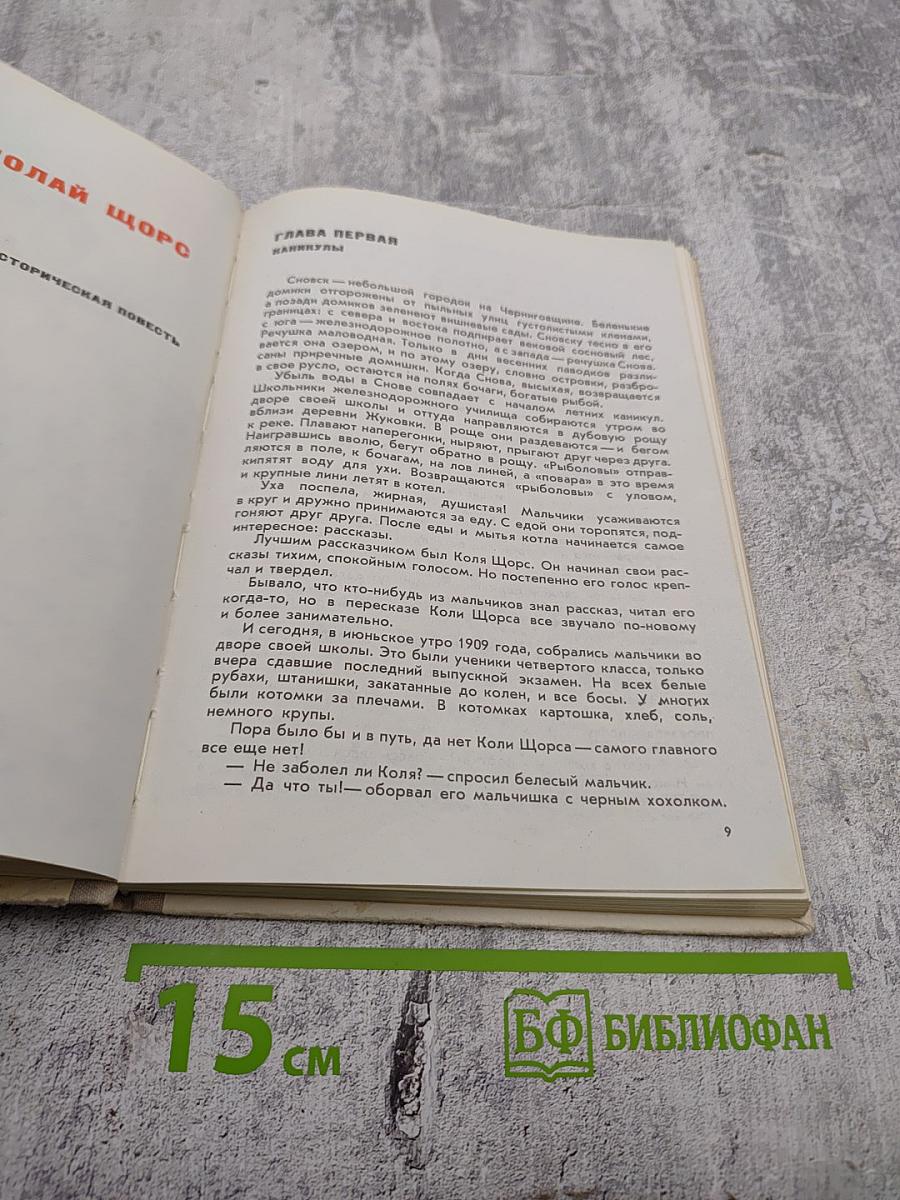 ОЛАЙ ЩОРС
СТОРИЧЕСКАЯ ПОВЕСТЬ
ГЛАВА ПЕРВАЯ
КАНИКУЛЫ
Сновск — небольшой городок на Черниговщине. Беленькие
домики отгорожены от пыльных улиц густолистыми кленами,
а позади домиков зеленеют вишневые сады. Сновску тесно в его
границах: с севера и востока подпирает вековой сосновый лес,
с юга — железнодорожное полотно, а с запада — речушка Снова.
Речушка маловодная. Только в дни весенних паводков разли-
вается она озером, и по этому озеру, словно островки, разбро-
саны приречные домишки. Когда Снова, высыхая, возвращается
в свое русло, остаются на полях бочаги, богатые рыбой.
Убыль воды в Снове совпадает с началом летних каникул.
Школьники железнодорожного училища собираются утром во
дворе своей школы и оттуда направляются в дубовую рощу
вблизи деревни Жуковки. В роще они раздеваются — и бегом
к реке. Плавают наперегонки, ныряют, прыгают друг через друга.
Наигравшись вволю, бегут обратно в рощу. «Рыболовы» отправ-
ляются в поле, к бочагам, на лов линей, а «повара» в это время
кипятят воду для ухи. Возвращаются «рыболовы» с уловом,
и крупные лини летят в котел.
Уха поспела, жирная, душистая! Мальчики усаживаются
в круг и дружно принимаются за еду. С едой они торопятся, под-
гоняют друг друга. После еды и мытья котла начинается самое
интересное: рассказы.
Лучшим рассказчиком был Коля Щорс. Он начинал свои рас-
сказы тихим, спокойным голосом. Но постепенно его голос креп-
чал и твердел.
Бывало, что кто-нибудь из мальчиков знал рассказ, читал его
когда-то, но в пересказе Коли Щорса все звучало по-новому
и более занимательно.
И сегодня, в июньское утро 1909 года, собрались мальчики во
дворе своей школы. Это были ученики четвертого класса, только
вчера сдавшие последний выпускной экзамен. На всех белые
рубахи, штанишки, закатанные до колен, и все босы. У многих
были котомки за плечами. В котомках картошка, хлеб, соль,
немного крупы.
Пора было бы и в путь, да нет Коли Щорса — самого главного
все еще нет!
— Не заболел ли Коля? — спросил белесый мальчик.
— Да что ты! — оборвал его мальчишка с черным хохолком.
9
15 см
БФ БИБЛИОФАН